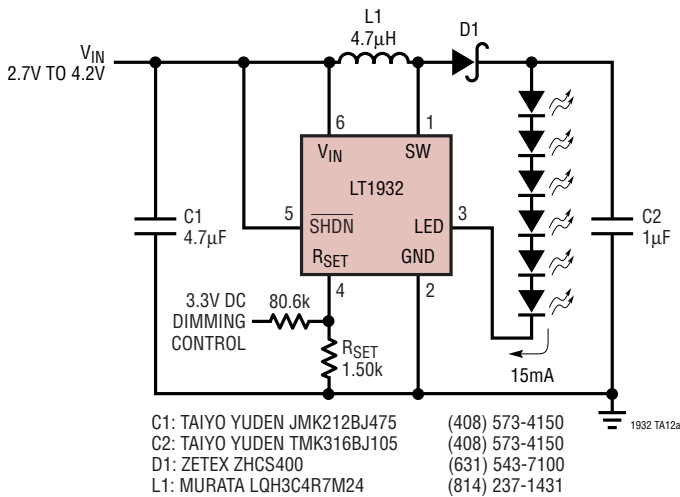 L1
4.7µH
D1
VIN
2.7V TO 4.2V
6
1
VIN
SW
LT1932
C1
4.7µF
5
SHDN
LED
3
C2
1µF
RSET
GND
4
2
3.3V DC
DIMMING
CONTROL
80.6k
RSET
1.50k
15mA
1932 TA12a
C1: TAIYO YUDEN JMK212BJ475 (408) 573-4150
C2: TAIYO YUDEN TMK316BJ105 (408) 573-4150
D1: ZETEX ZHCS400 (631) 543-7100
L1: MURATA LQH3C4R7M24 (814) 237-1431